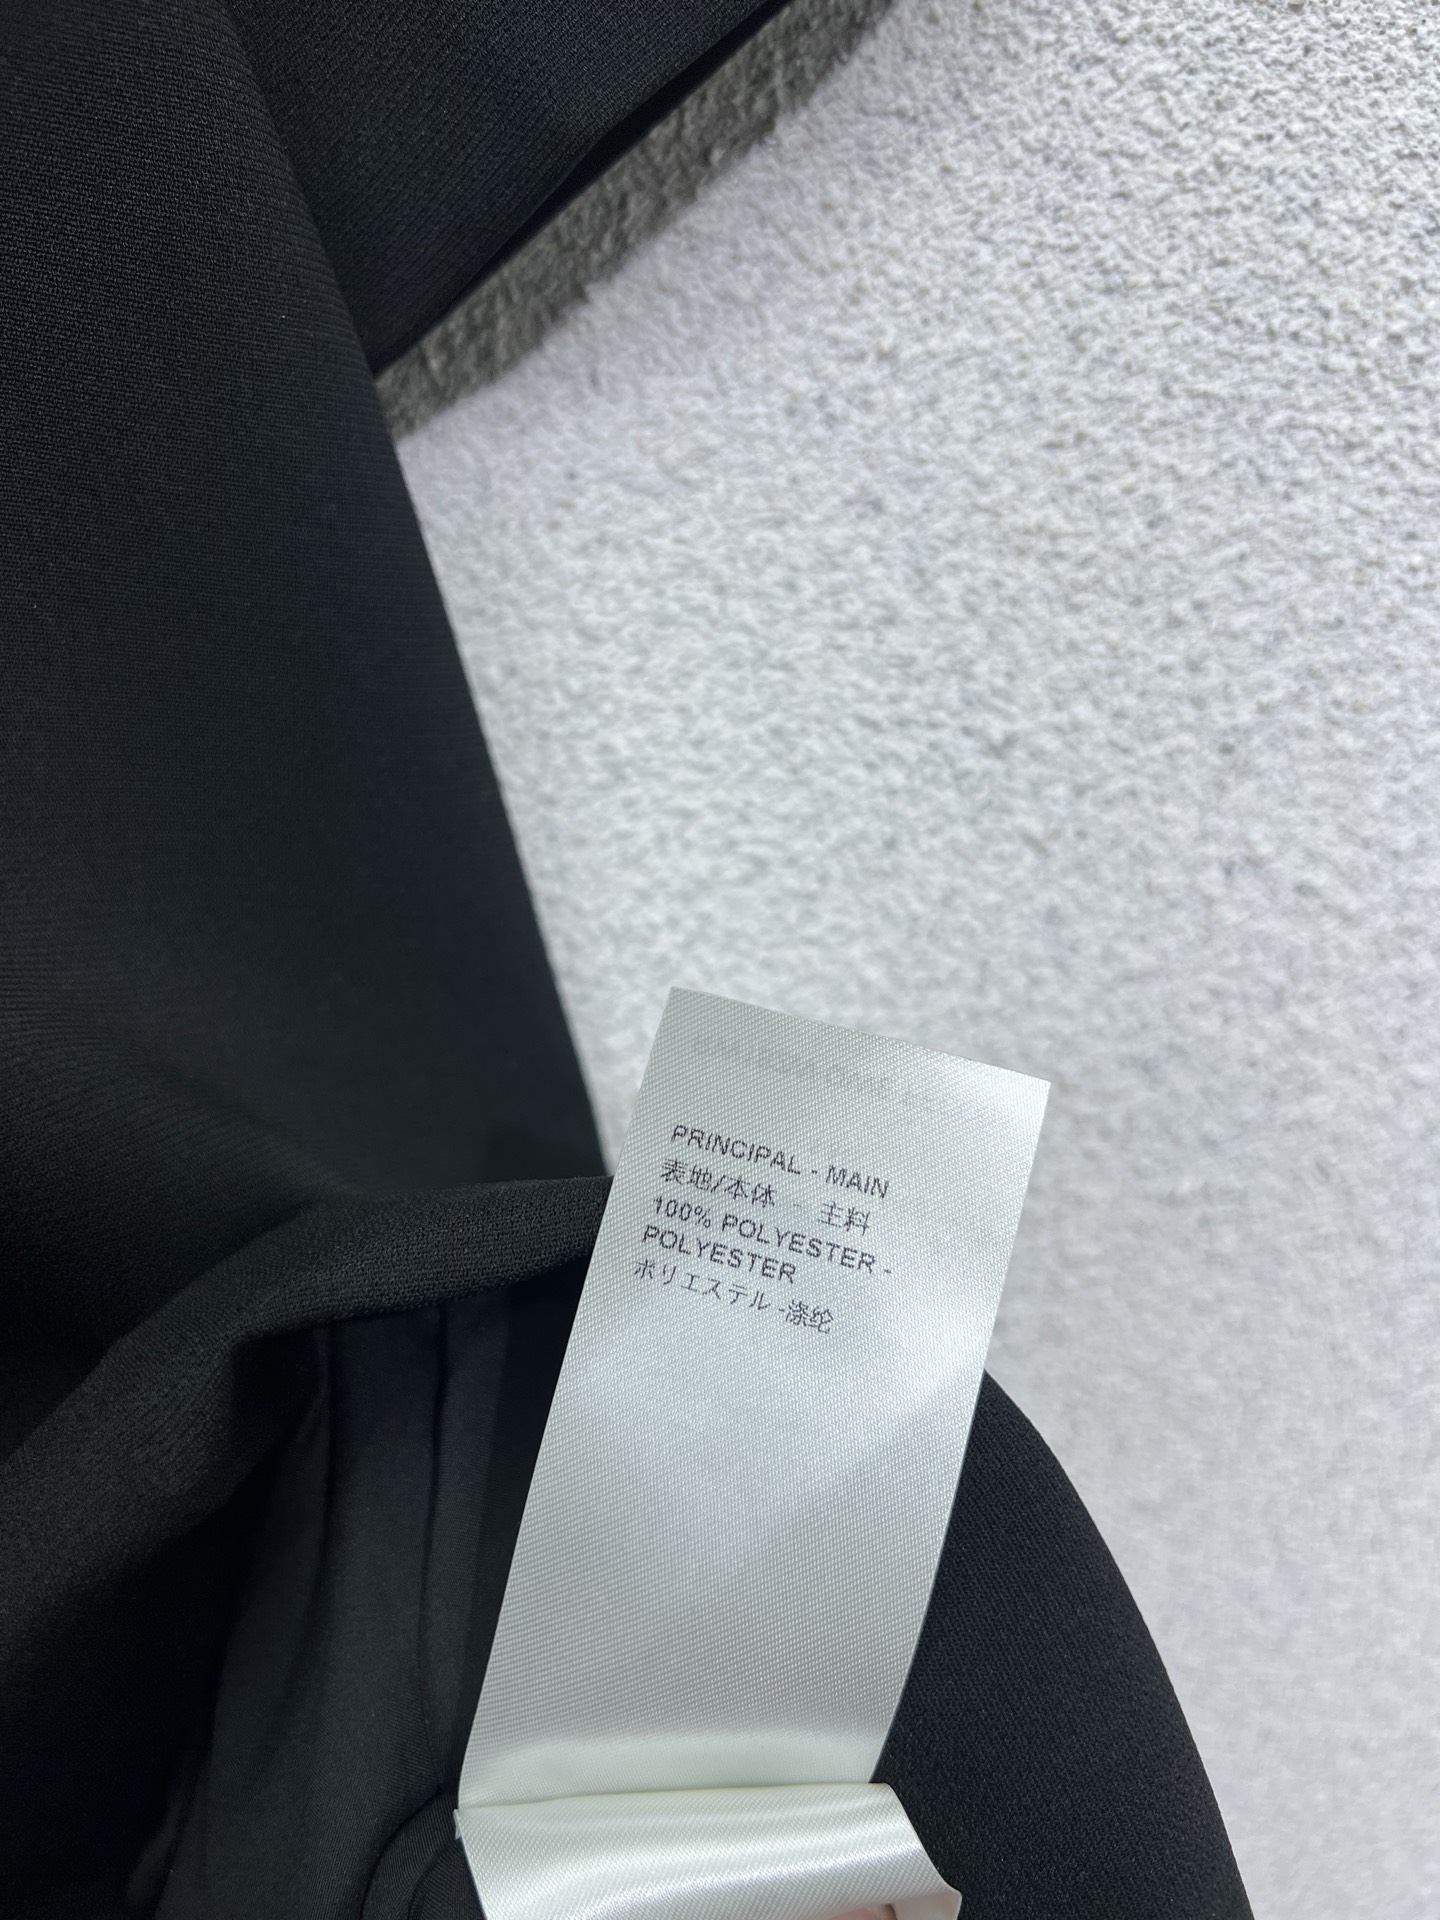 PRINCIPAL - MAIN
表地/本体 - 主料
100% POLYESTER -
POLYESTER
ポリエステル -涤纶